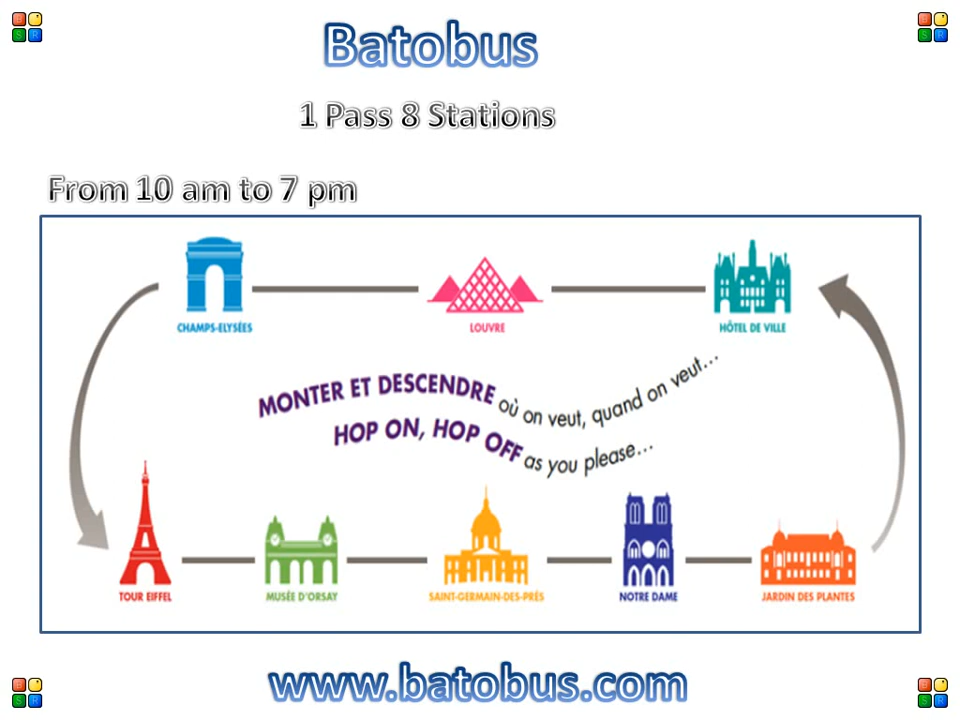 Batobus
1 Pass 8 Stations
From 10 am to 7 pm
CHAMPS-ELYSÉES
LOUVRE
HÔTEL DE VILLE
MONTER ET DESCENDRE où on veut, quand on veut...
HOP ON, HOP OFF as you please...
TOUR EIFFEL
MUSÉE D'ORSAY
SAINT-GERMAIN-DES-PRÉS
NOTRE DAME
JARDIN DES PLANTES
www.batobus.com